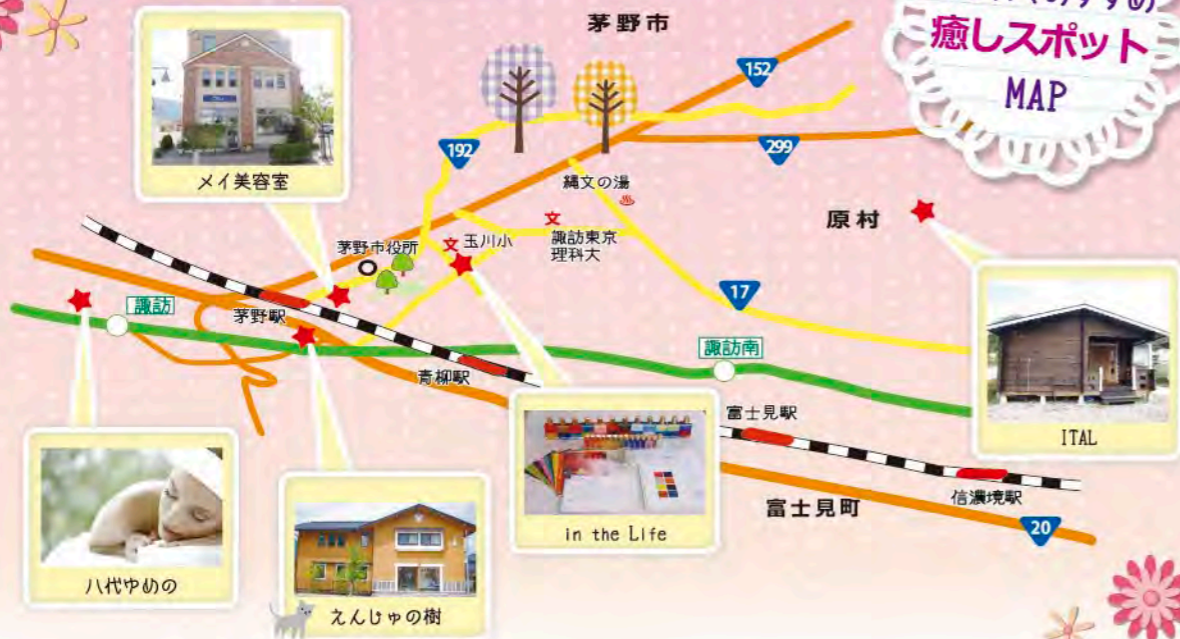 癒しスポット
MAP
茅野市
152
192
299
メイ美容室
縄文の湯
原村
茅野市役所
文 玉川小
文
諏訪東京
理科大
17
諏訪
茅野駅
諏訪南
青柳駅
富士見駅
ITAL
信濃境駅
富士見町
20
in the Life
八代ゆめの
えんじゅの樹